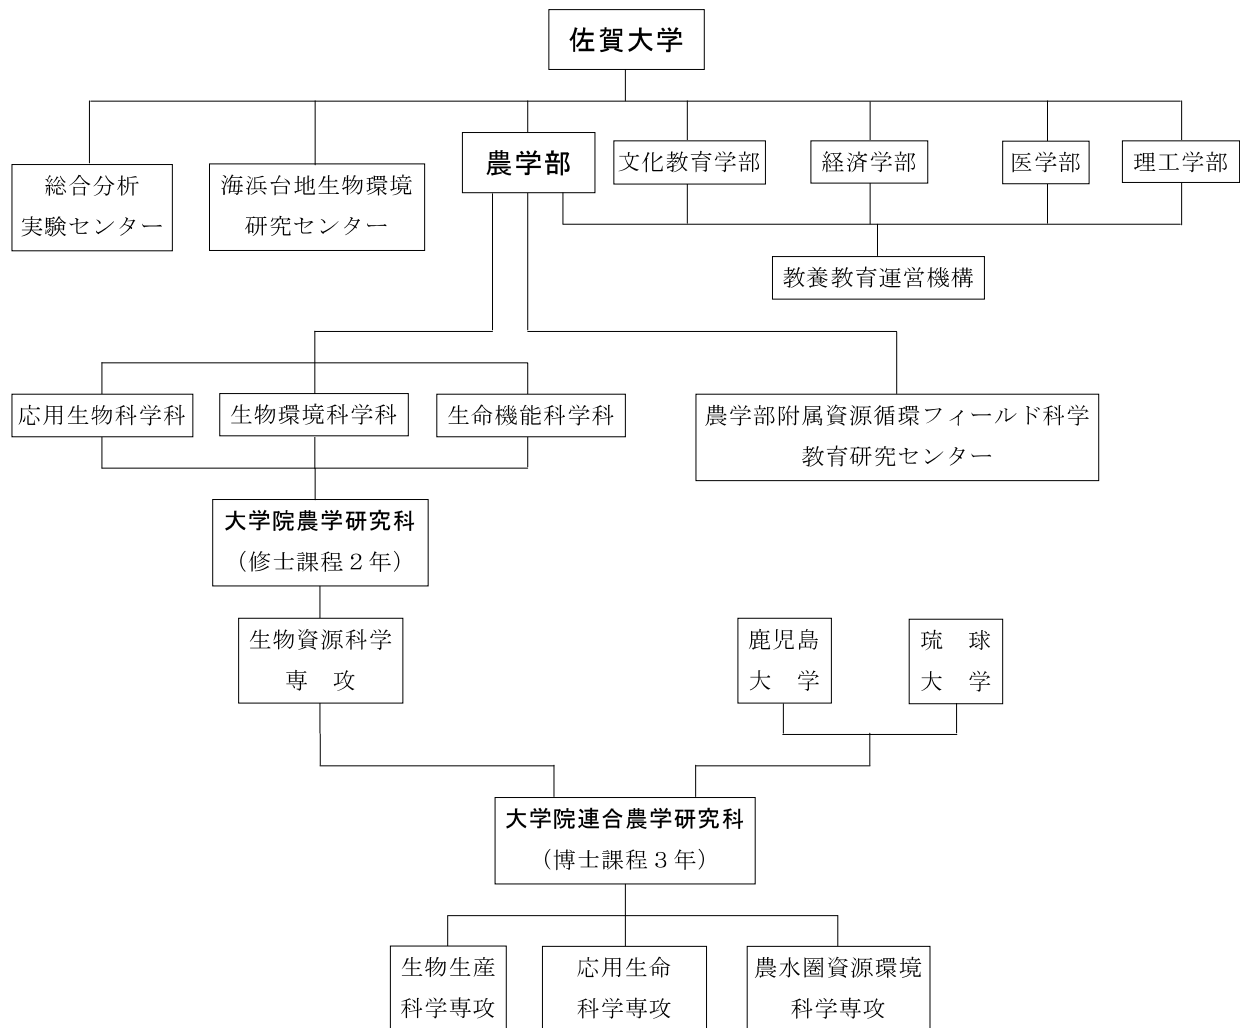 佐賀大学
農学部
文化教育学部
経済学部
医学部
理工学部
総合分析
実験センター
海浜台地生物環境
研究センター
教養教育運営機構
応用生物科学科
生物環境科学科
生命機能科学科
農学部附属資源循環フィールド科学
教育研究センター
大学院農学研究科
（修士課程２年）
生物資源科学
専　攻
鹿児島
大　学
琉　球
大　学
大学院連合農学研究科
（博士課程３年）
生物生産
科学専攻
応用生命
科学専攻
農水圏資源環境
科学専攻